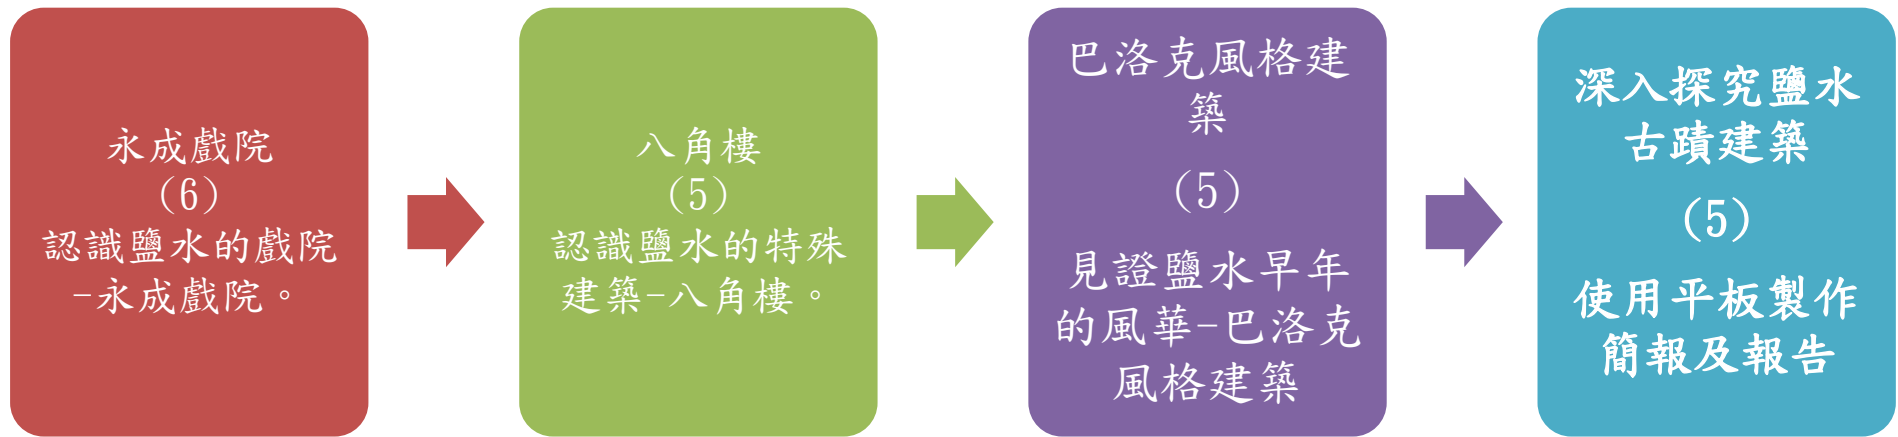 永成戲院
（6）
認識鹽水的戲院
-永成戲院。
八角樓
（5）
認識鹽水的特殊
建築-八角樓。
巴洛克風格建
築
（5）
見證鹽水早年
的風華-巴洛克
風格建築
深入探究鹽水
古蹟建築
（5）
使用平板製作
簡報及報告